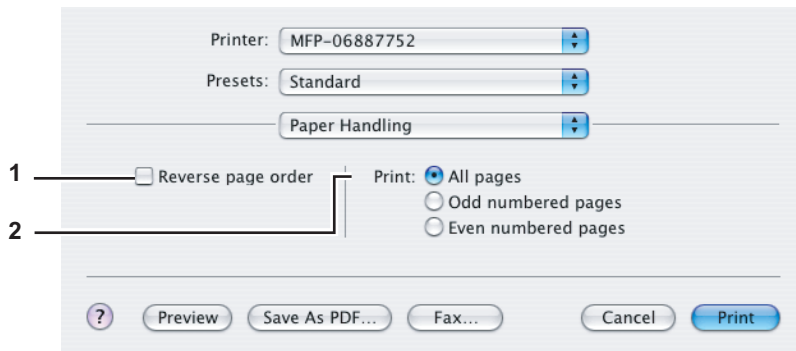 Printer: MFP-06887752
Presets: Standard
Paper Handling
1 Reverse page order Print: All pages
Odd numbered pages
2 Even numbered pages
? Preview Save As PDF... Fax... Cancel Print